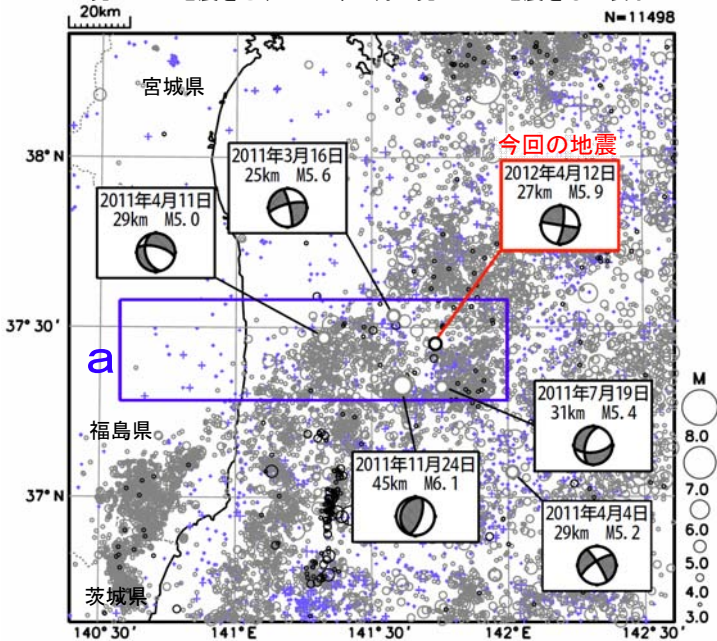 20km
N=11498
宮城県
38°N
2011年3月16日
25km M5.6
今回の地震
2012年4月12日
27km M5.9
2011年4月11日
29km M5.0
37°30′
a
福島県
2011年7月19日
31km M5.4
2011年11月24日
45km M6.1
37°N
2011年4月4日
29km M5.2
茨城県
M
8.0
7.0
6.0
5.0
4.0
3.0
140°30′
141°E
141°30′
142°E
142°30′